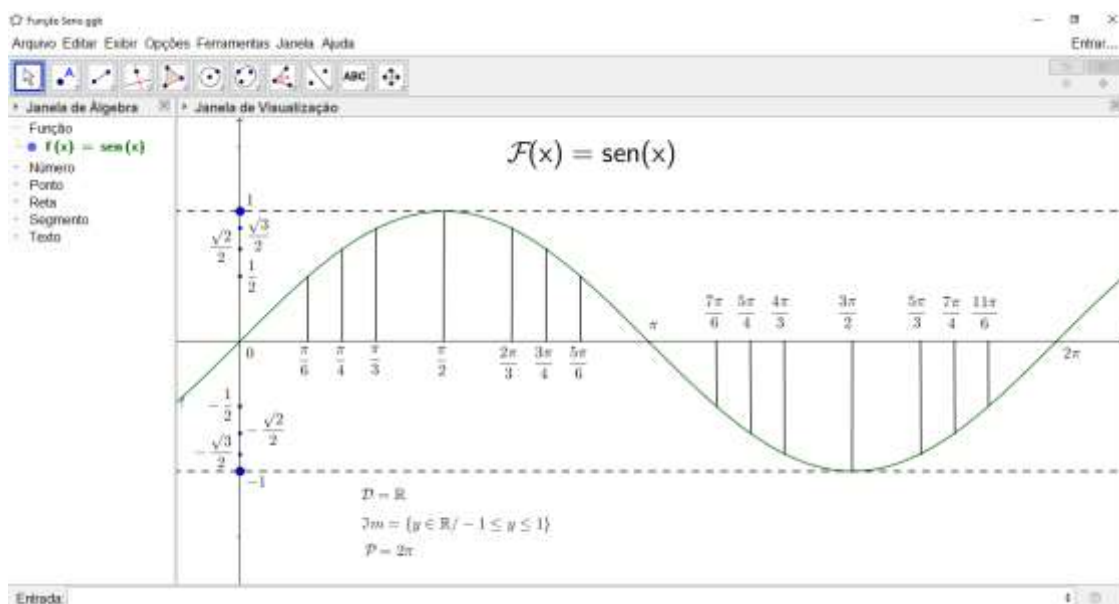 Função Seno.ggb
Arquivo Editar Exibir Opções Ferramentas Janela Ajuda
Entrar...
ABC
Janela de Álgebra
Janela de Visualização
Função
f(x) = sen(x)
Número
Ponto
Reta
Segmento
Texto
F(x) = sen(x)
1
√3/2
√2/2
1/2
0
π/6 π/4 π/3 π/2 2π/3 3π/4 5π/6
π
7π/6 5π/4 4π/3 3π/2 5π/3 7π/4 11π/6
2π
-1/2
-√2/2
-√3/2
-1
D = ℝ
Im = {y ∈ ℝ/ − 1 ≤ y ≤ 1}
P = 2π
Entrada: